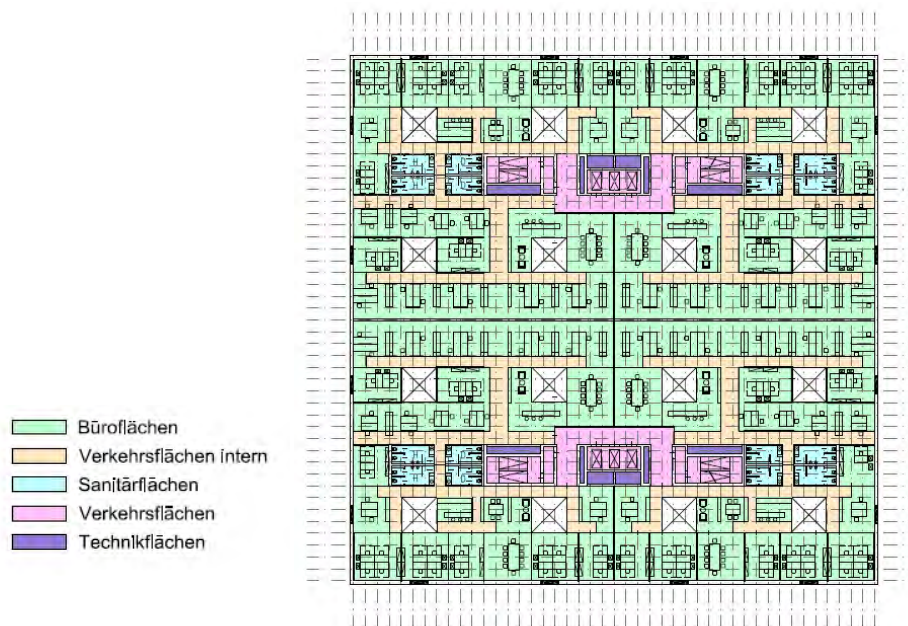 Büroflächen
Verkehrsflächen intern
Sanitärflächen
Verkehrsflächen
Technikflächen